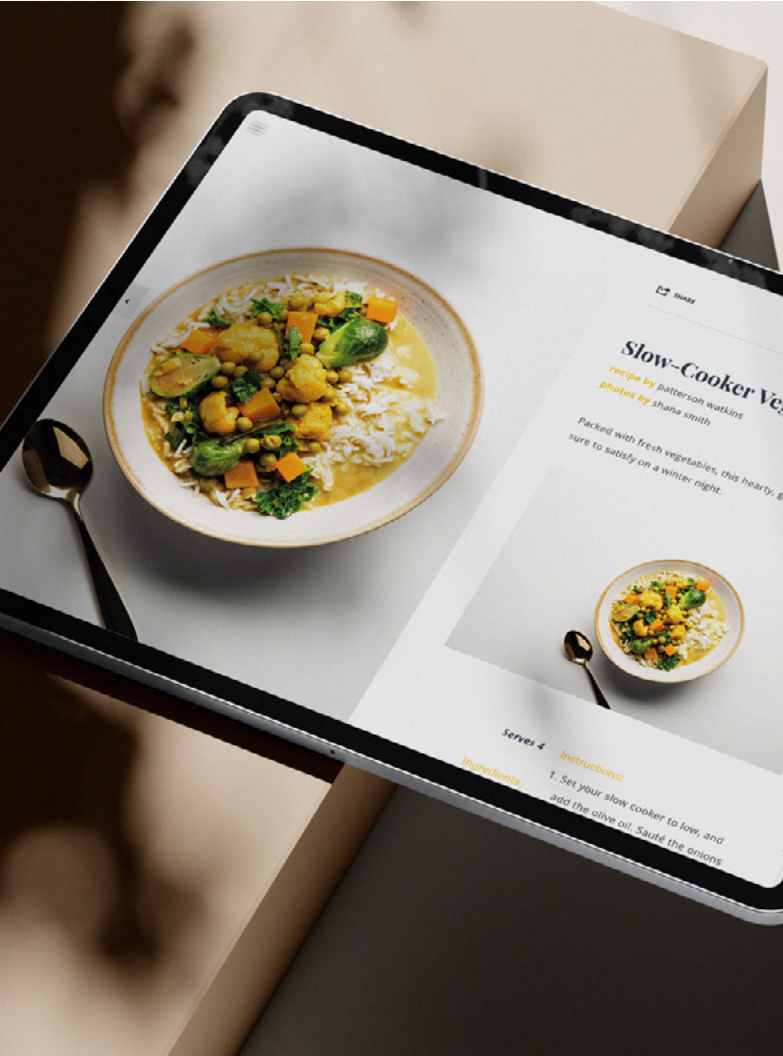 SHARE
Slow-Cooker
recipe by patterson watkins
photos by shana smith
Packed with fresh vegetables, this hearty,
sure to satisfy on a winter night.
Serves 4
Ingredients:
Instructions:
1. Set your slow cooker to low, and
add the olive oil. Sauté the onions